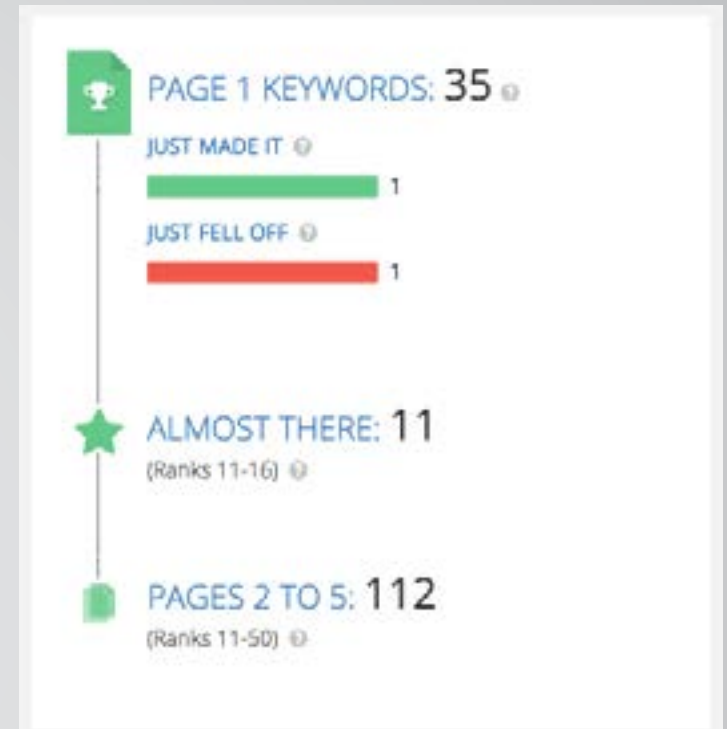 PAGE 1 KEYWORDS: 35
JUST MADE IT
1
JUST FELL OFF
1
ALMOST THERE: 11
(Ranks 11-16)
PAGES 2 TO 5: 112
(Ranks 11-50)